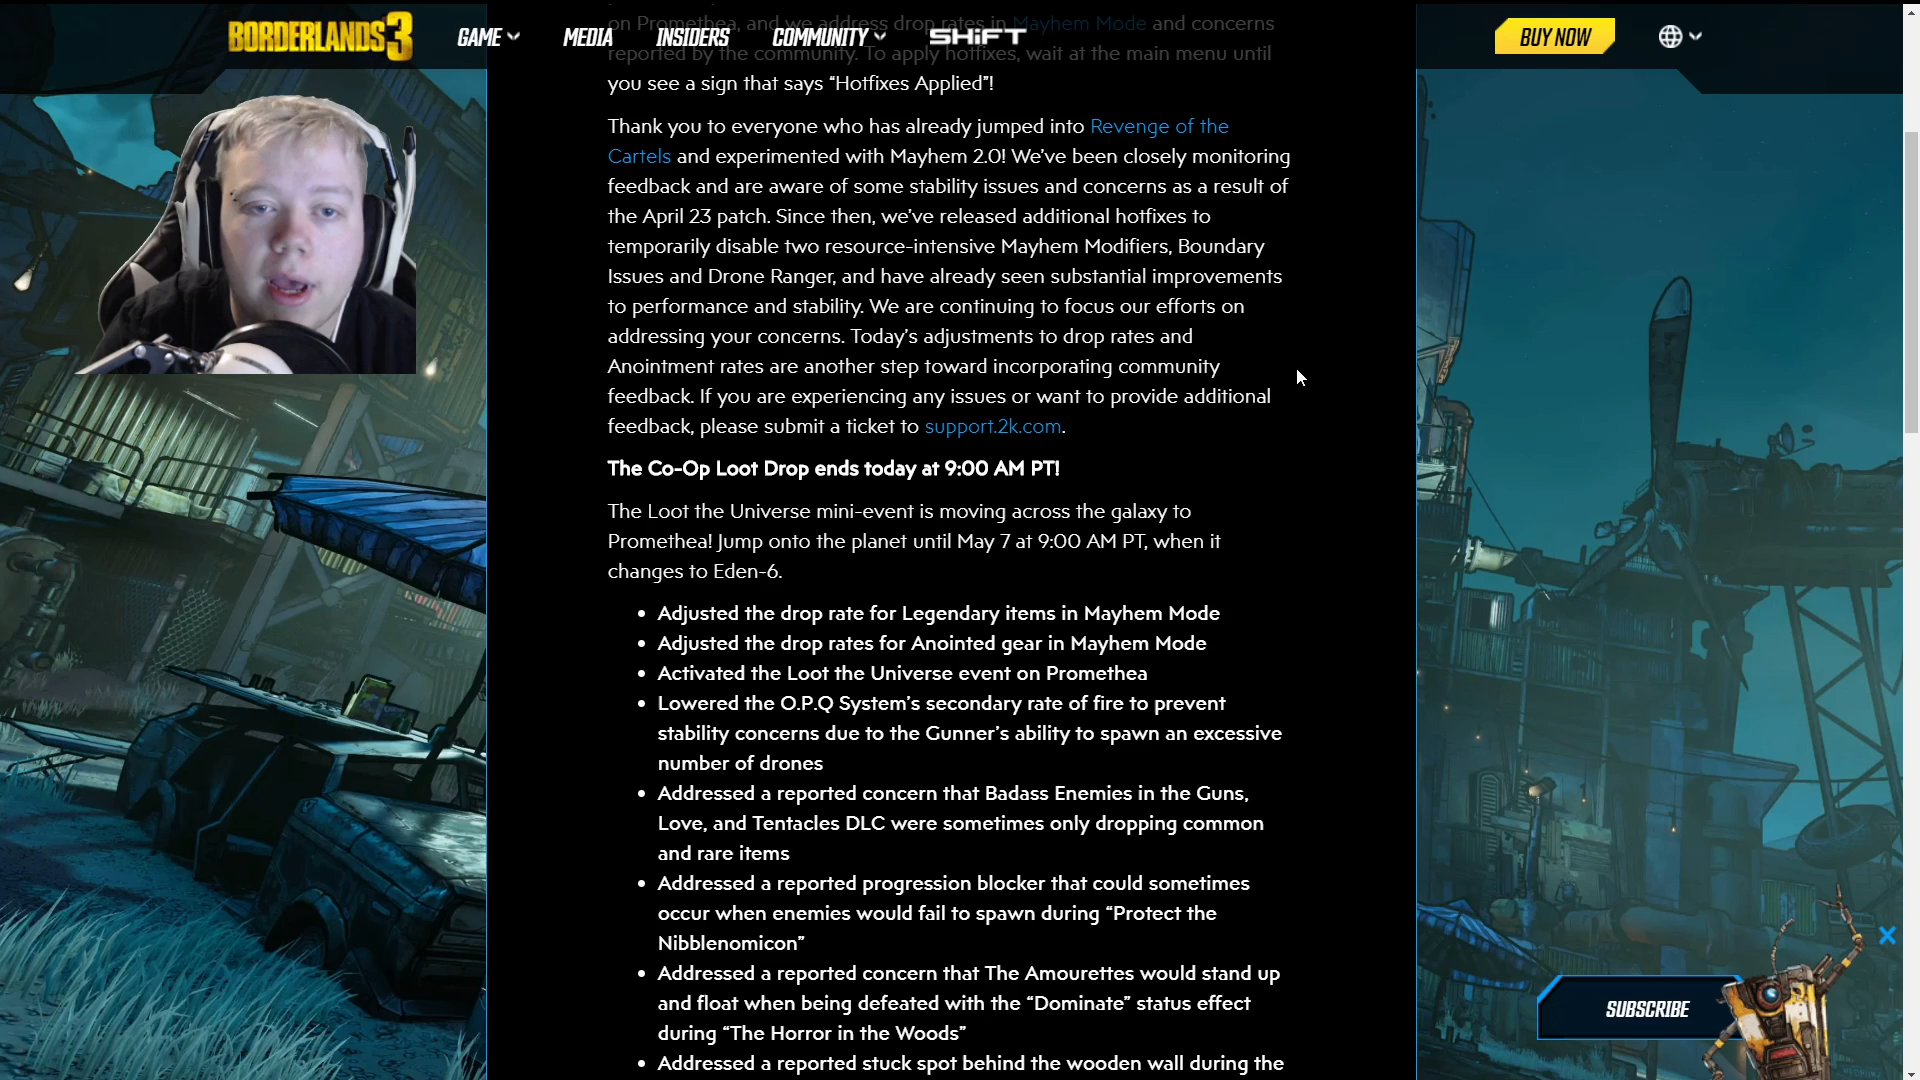 BORDERLANDS 3 GAME MEDIA INSIDERS COMMUNITY SHiFT BUY NOW
on Promethea, and we address drop rates in Mayhem Mode and concerns
reported by the community. To apply hotfixes, wait at the main menu until
you see a sign that says “Hotfixes Applied”!
Thank you to everyone who has already jumped into Revenge of the
Cartels and experimented with Mayhem 2.0! We’ve been closely monitoring
feedback and are aware of some stability issues and concerns as a result of
the April 23 patch. Since then, we’ve released additional hotfixes to
temporarily disable two resource-intensive Mayhem Modifiers, Boundary
Issues and Drone Ranger, and have already seen substantial improvements
to performance and stability. We are continuing to focus our efforts on
addressing your concerns. Today’s adjustments to drop rates and
Anointment rates are another step toward incorporating community
feedback. If you are experiencing any issues or want to provide additional
feedback, please submit a ticket to support.2k.com.
The Co-Op Loot Drop ends today at 9:00 AM PT!
The Loot the Universe mini-event is moving across the galaxy to
Promethea! Jump onto the planet until May 7 at 9:00 AM PT, when it
changes to Eden-6.
• Adjusted the drop rate for Legendary items in Mayhem Mode
• Adjusted the drop rates for Anointed gear in Mayhem Mode
• Activated the Loot the Universe event on Promethea
• Lowered the O.P.Q System’s secondary rate of fire to prevent
stability concerns due to the Gunner’s ability to spawn an excessive
number of drones
• Addressed a reported concern that Badass Enemies in the Guns,
Love, and Tentacles DLC were sometimes only dropping common
and rare items
• Addressed a reported progression blocker that could sometimes
occur when enemies would fail to spawn during “Protect the
Nibblenomicon”
• Addressed a reported concern that The Amourettes would stand up
and float when being defeated with the “Dominate” status effect
during “The Horror in the Woods”
• Addressed a reported stuck spot behind the wooden wall during the
SUBSCRIBE